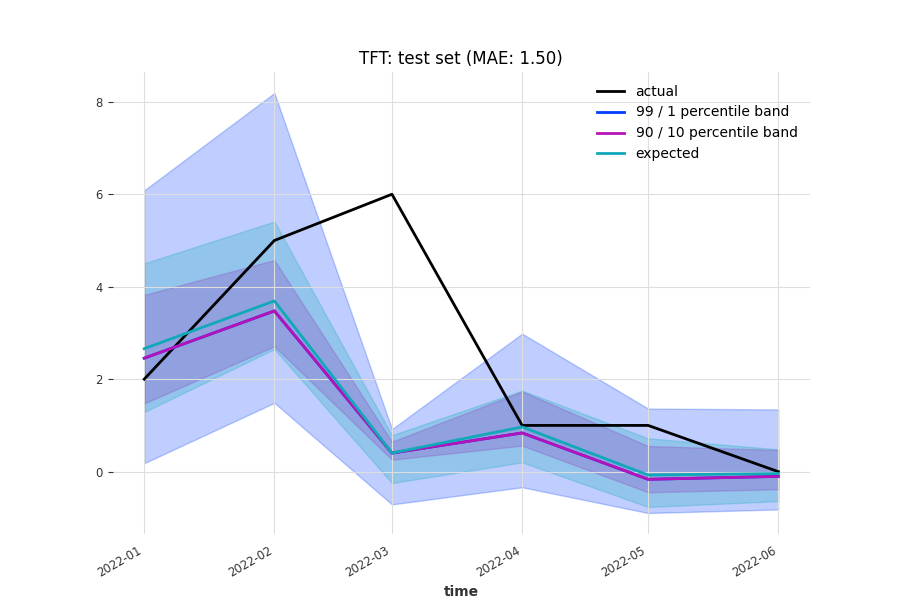 TFT: test set (MAE: 1.50)
actual
99 / 1 percentile band
90 / 10 percentile band
expected
8
6
4
2
0
2022-01
2022-02
2022-03
2022-04
2022-05
2022-06
time